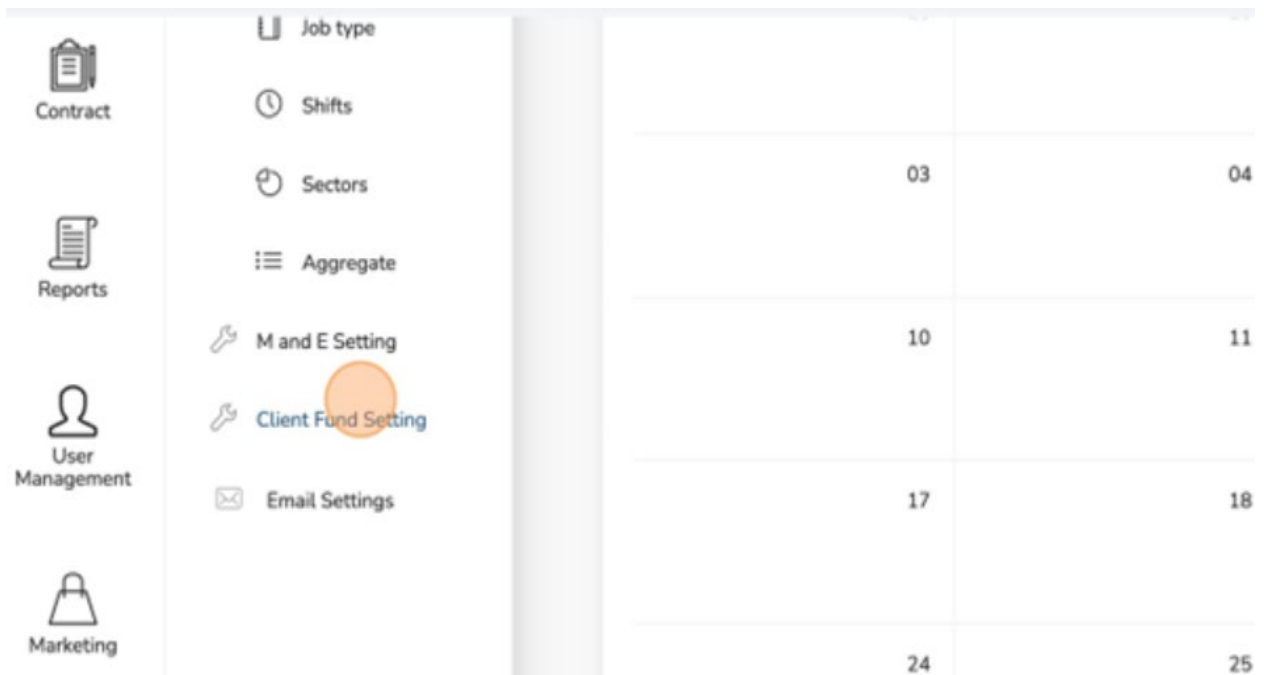 Contract
Reports
User
Management
Marketing
Job type
Shifts
Sectors
Aggregate
M and E Setting
Client Fund Setting
Email Settings
03 04
10 11
17 18
24 25